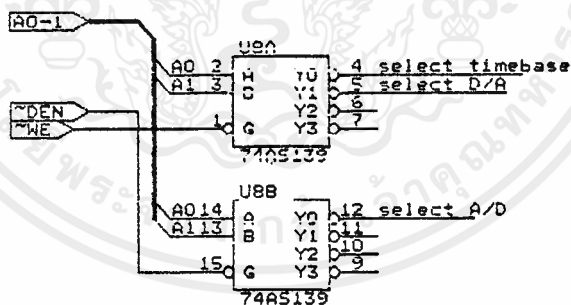 A0-1
U8A
A0 2 A Y0 4 select timebase
A1 3 B Y1 5 select D/A
Y2 6
~DEN
~WE
1 G Y3 7
74AS139
U8B
A0 14 A Y0 12 select A/D
A1 13 B Y1 11
Y2 10
15 G Y3 9
74AS139